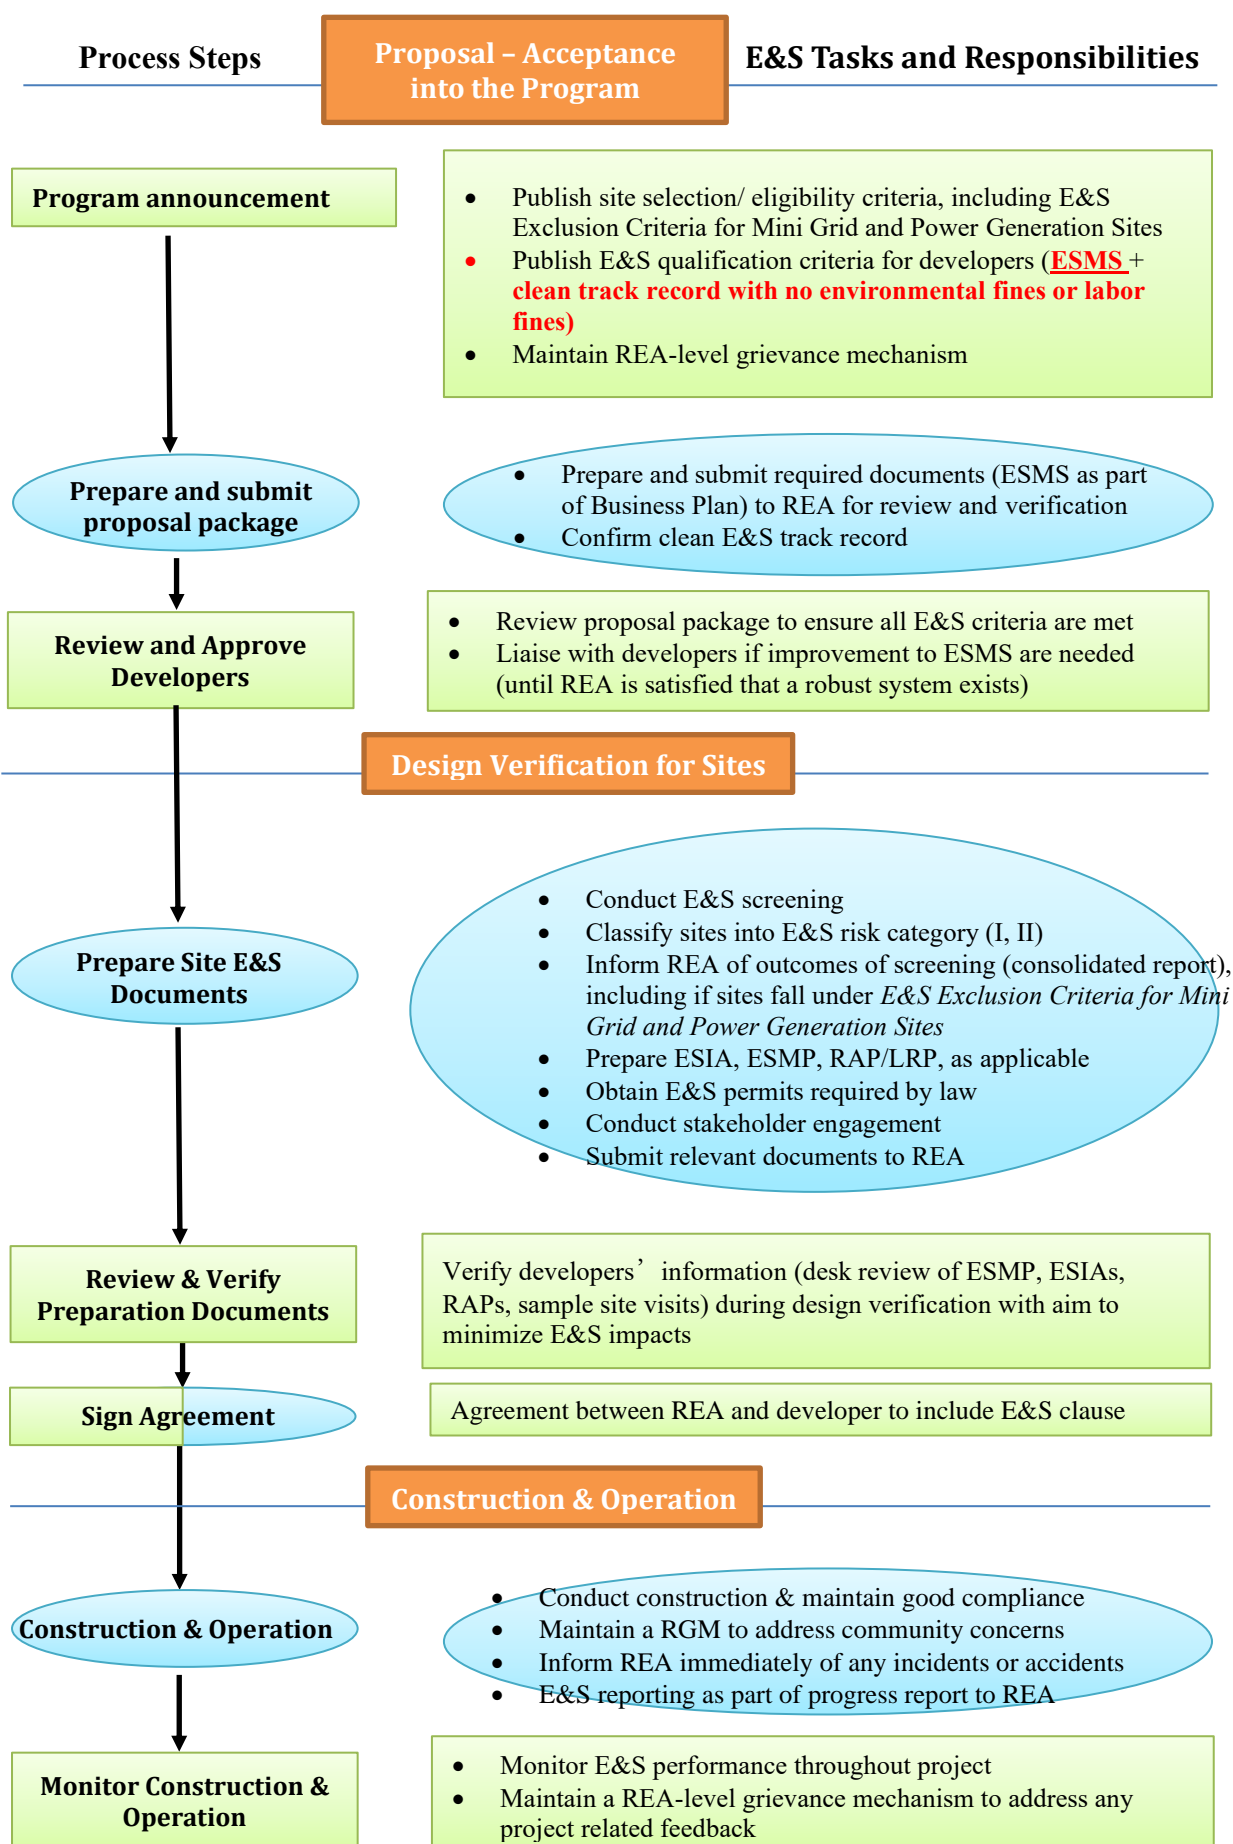 Process Steps
Proposal – Acceptance
into the Program
E&S Tasks and Responsibilities
Program announcement
• Publish site selection/ eligibility criteria, including E&S
Exclusion Criteria for Mini Grid and Power Generation Sites
• Publish E&S qualification criteria for developers (ESMS +
clean track record with no environmental fines or labor
fines)
• Maintain REA-level grievance mechanism
Prepare and submit
proposal package
• Prepare and submit required documents (ESMS as part
of Business Plan) to REA for review and verification
• Confirm clean E&S track record
Review and Approve
Developers
• Review proposal package to ensure all E&S criteria are met
• Liaise with developers if improvement to ESMS are needed
(until REA is satisfied that a robust system exists)
Design Verification for Sites
Prepare Site E&S
Documents
• Conduct E&S screening
• Classify sites into E&S risk category (I, II)
• Inform REA of outcomes of screening (consolidated report),
including if sites fall under E&S Exclusion Criteria for Mini
Grid and Power Generation Sites
• Prepare ESIA, ESMP, RAP/LRP, as applicable
• Obtain E&S permits required by law
• Conduct stakeholder engagement
• Submit relevant documents to REA
Review & Verify
Preparation Documents
Verify developers’ information (desk review of ESMP, ESIAs,
RAPs, sample site visits) during design verification with aim to
minimize E&S impacts
Sign Agreement
Agreement between REA and developer to include E&S clause
Construction & Operation
Construction & Operation
• Conduct construction & maintain good compliance
• Maintain a RGM to address community concerns
• Inform REA immediately of any incidents or accidents
• E&S reporting as part of progress report to REA
Monitor Construction &
Operation
• Monitor E&S performance throughout project
• Maintain a REA-level grievance mechanism to address any
project related feedback